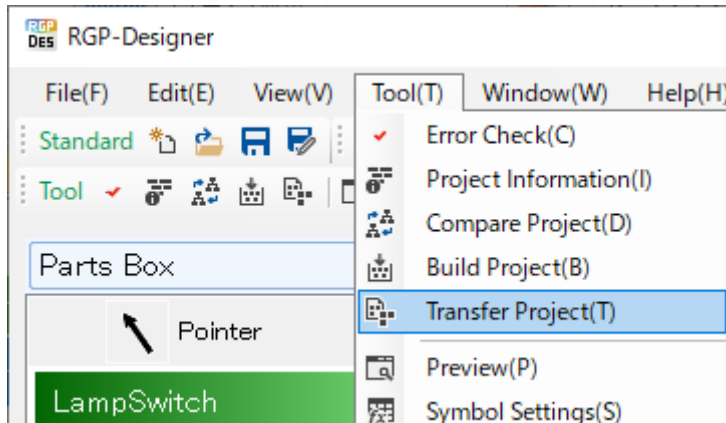 RGP
DES RGP-Designer
File(F) Edit(E) View(V) Tool(T) Window(W) Help(H)
Standard
Error Check(C)
Tool
Project Information(I)
Compare Project(D)
Parts Box
Build Project(B)
Pointer
Transfer Project(T)
Preview(P)
LampSwitch
Symbol Settings(S)